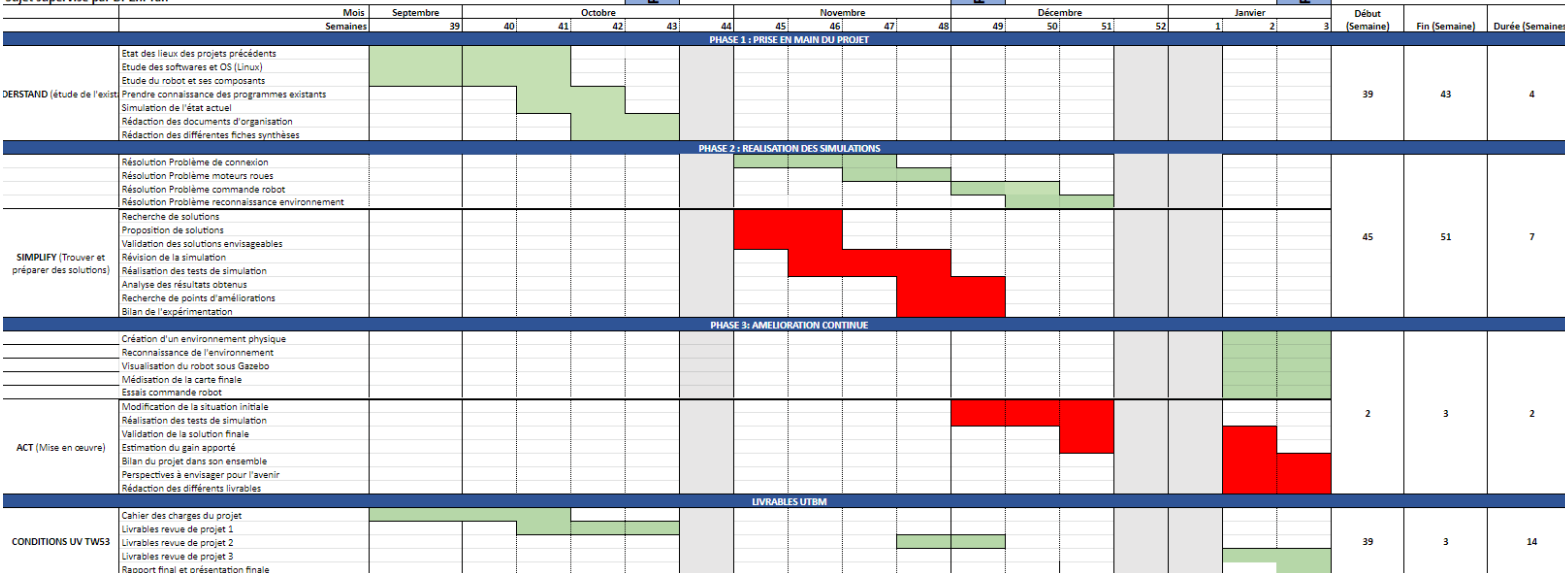 Mois Septembre Octobre Novembre Décembre Janvier Début (Semaine) Fin (Semaine) Durée (Semaines
Semaines 39 40 41 42 43 44 45 46 47 48 49 50 51 52 1 2 3
PHASE 1 : PRISE EN MAIN DU PROJET
Etat des lieux des projets précédents
Etude des softwares et OS (Linux)
Etude du robot et ses composants
DERSTAND (étude de l'exist Prendre connaissance des programmes existants 39 43 4
Simulation de l'état actuel
Rédaction des documents d'organisation
Rédaction des différentes fiches synthèses
PHASE 2 : REALISATION DES SIMULATIONS
Résolution Problème de connexion
Résolution Problème moteurs roues
Résolution Problème commande robot
Résolution Problème reconnaissance environnement
Recherche de solutions
Proposition de solutions
45 51 7
Validation des solutions envisageables
SIMPLIFY (Trouver et Révision de la simulation
préparer des solutions) Réalisation des tests de simulation
Analyse des résultats obtenus
Recherche de points d'améliorations
Bilan de l'expérimentation
PHASE 3: AMELIORATION CONTINUE
Création d'un environnement physique
Reconnaissance de l'environnement
Visualisation du robot sous Gazebo
Médisation de la carte finale
Essais commande robot
Modification de la situation initiale
2 3 2
Réalisation des tests de simulation
Validation de la solution finale
ACT (Mise en œuvre) Estimation du gain apporté
Bilan du projet dans son ensemble
Perspectives à envisager pour l'avenir
Rédaction des différents livrables
LIVRABLES UTBM
Cahier des charges du projet
Livrables revue de projet 1
CONDITIONS UV TW53 Livrables revue de projet 2 39 3 14
Livrables revue de projet 3
Rapport final et présentation finale